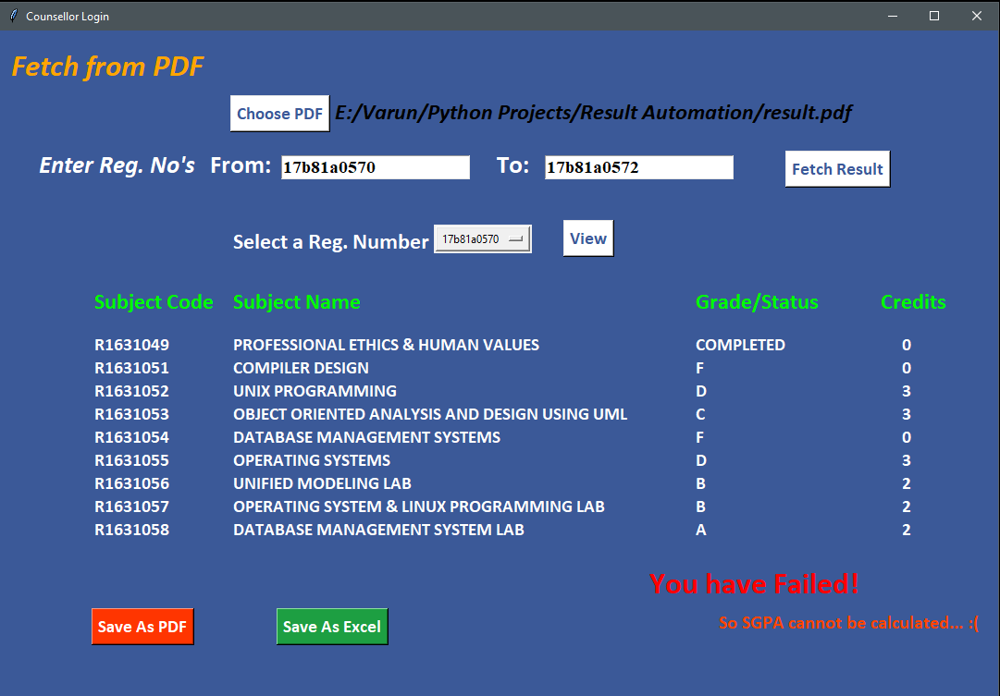 Counsellor Login
Fetch from PDF
Choose PDF E:/Varun/Python Projects/Result Automation/result.pdf
Enter Reg. No's From: 17b81a0570 To: 17b81a0572 Fetch Result
Select a Reg. Number 17b81a0570 View
Subject Code Subject Name Grade/Status Credits
R1631049 PROFESSIONAL ETHICS & HUMAN VALUES COMPLETED 0
R1631051 COMPILER DESIGN F 0
R1631052 UNIX PROGRAMMING D 3
R1631053 OBJECT ORIENTED ANALYSIS AND DESIGN USING UML C 3
R1631054 DATABASE MANAGEMENT SYSTEMS F 0
R1631055 OPERATING SYSTEMS D 3
R1631056 UNIFIED MODELING LAB B 2
R1631057 OPERATING SYSTEM & LINUX PROGRAMMING LAB B 2
R1631058 DATABASE MANAGEMENT SYSTEM LAB A 2
You have Failed!
So SGPA cannot be calculated... :(
Save As PDF Save As Excel